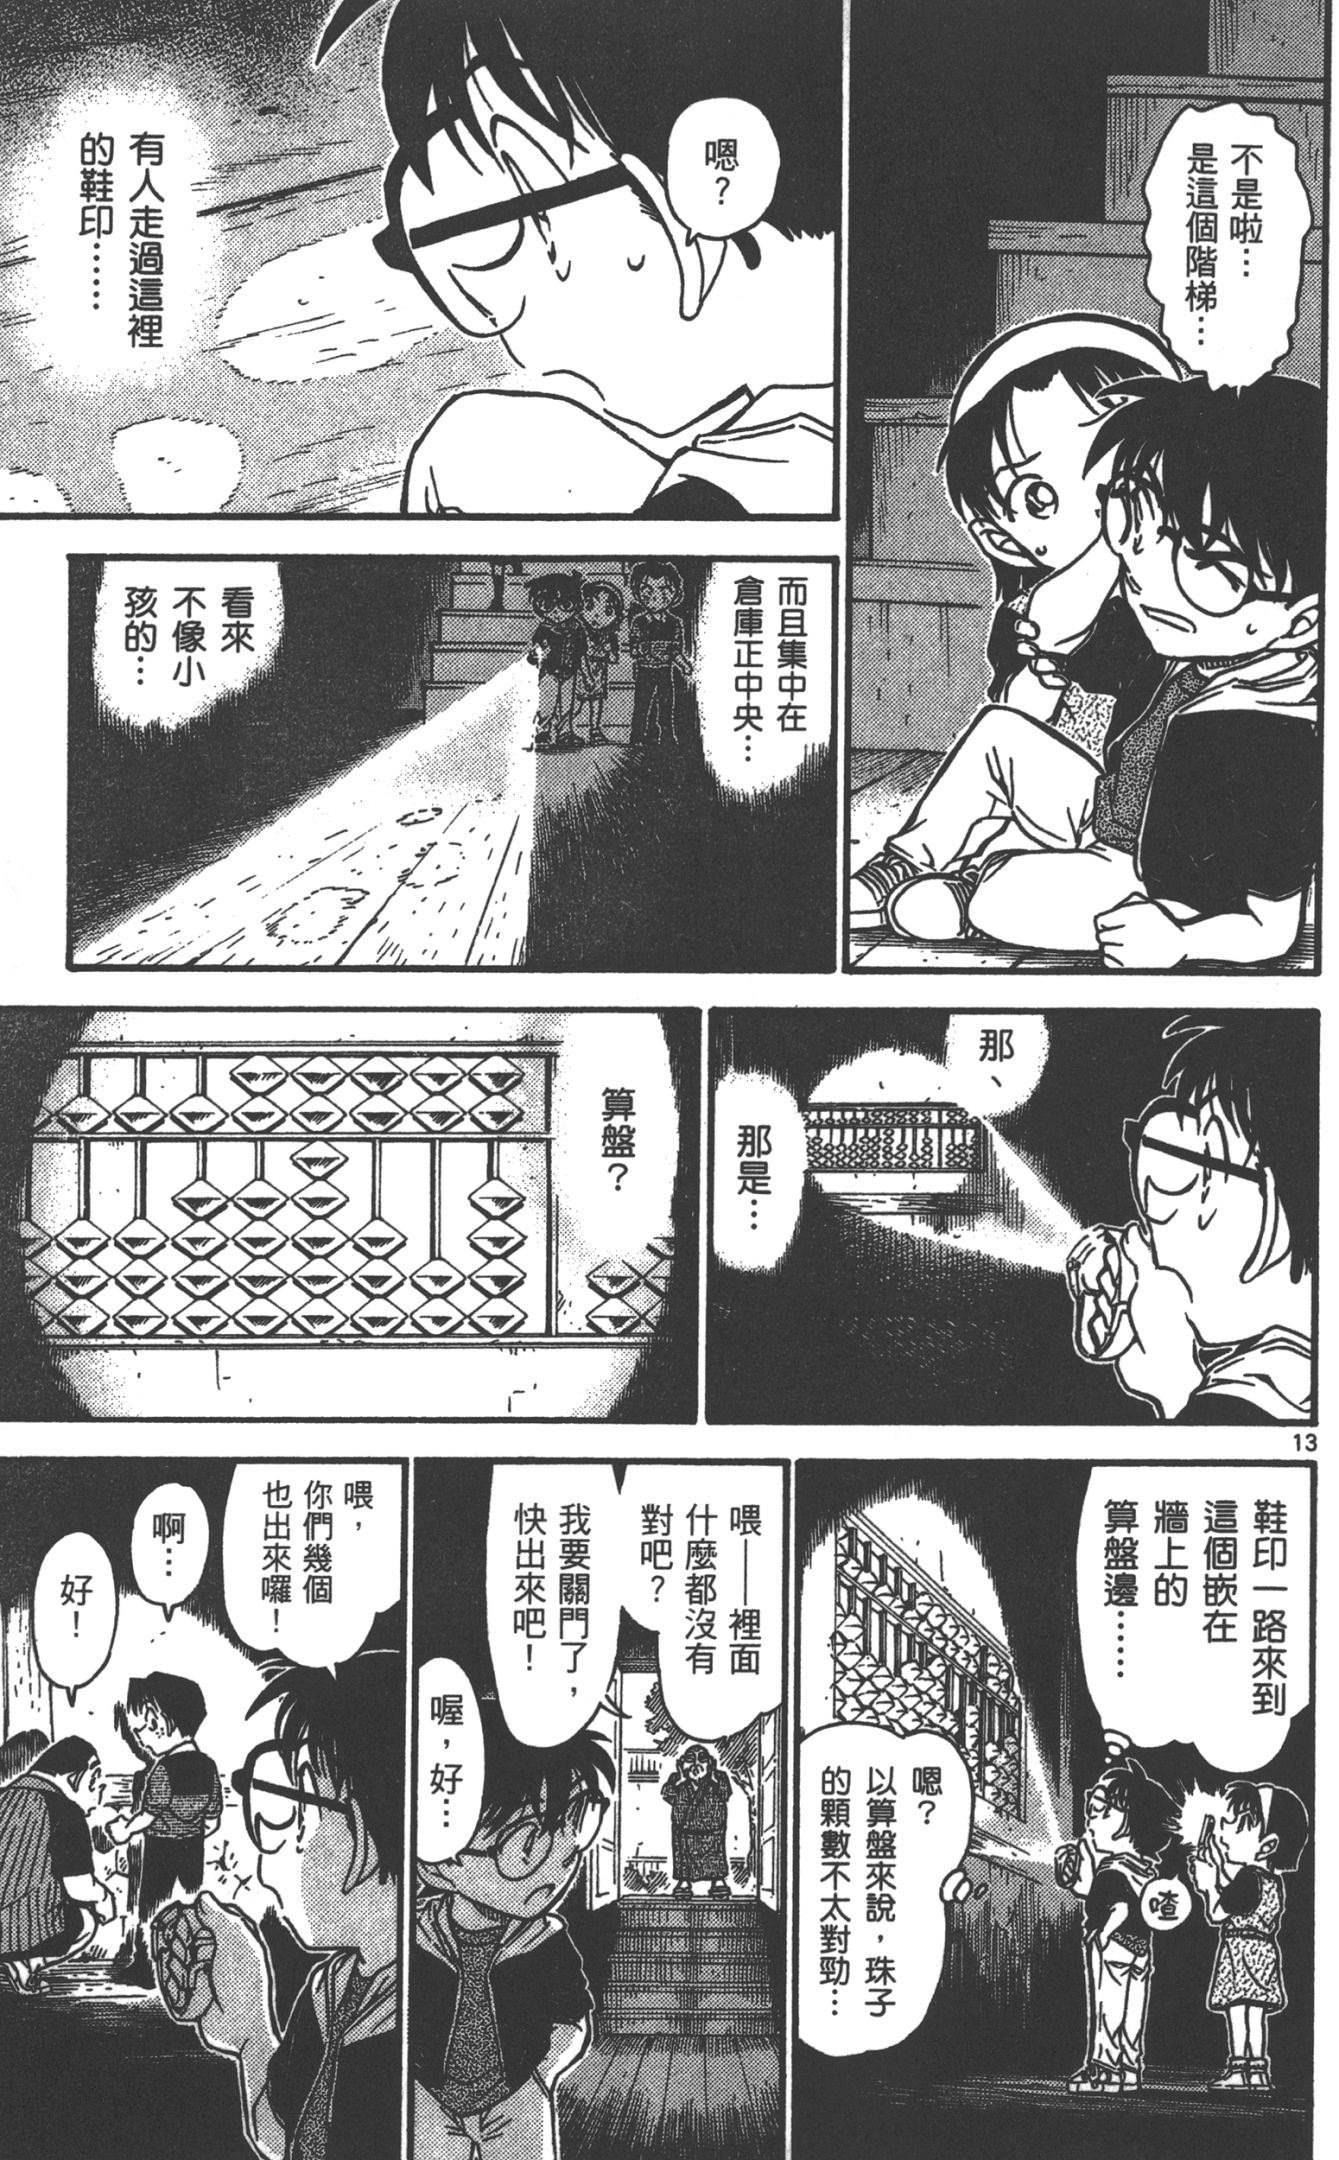 不是啦…
是這個階梯…
嗯？
有人走過這裡
的鞋印……
而且集中在
倉庫正中央…
看來
不像小
孩的…
那、
那是…
算盤？
13
鞋印一路來到
這個嵌在
牆上的
算盤邊……
喳
嗯？
以算盤來說，珠子
的顆數不太對勁…
喂——裡面
什麼都沒有
對吧？
我要關門了，
快出來吧！
喔，好…
喂，
你們幾個
也出來囉！
啊…
好！